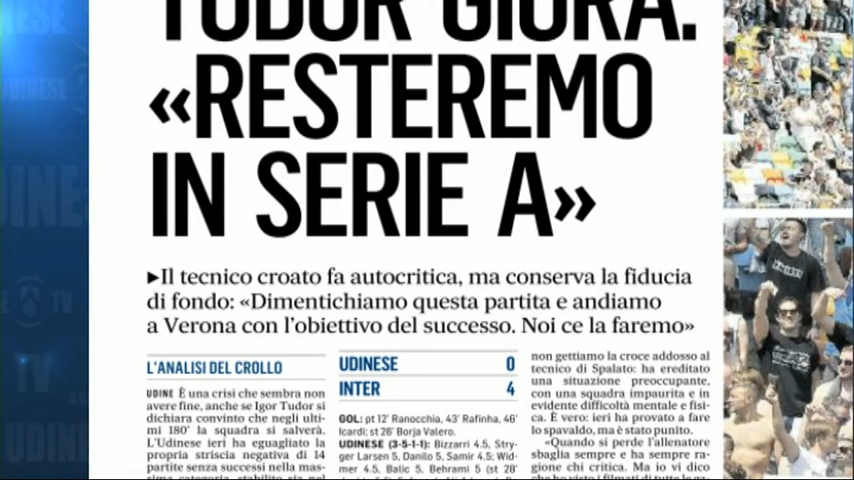 TUDOR GIURA.
«RESTEREMO
IN SERIE A»
▸Il tecnico croato fa autocritica, ma conserva la fiducia
di fondo: «Dimentichiamo questa partita e andiamo
a Verona con l'obiettivo del successo. Noi ce la faremo»
L'ANALISI DEL CROLLO
UDINE È una crisi che sembra non
avere fine, anche se Igor Tudor si
dichiara convinto che negli ulti-
mi 180' la squadra si salverà.
L'Udinese ieri ha eguagliato la
propria striscia negativa di 14
partite senza successi nella mas-
UDINESE 0
INTER 4
GOL: pt 12' Ranocchia, 43' Rafinha, 46'
Icardi; st 26' Borja Valero.
UDINESE (3-5-1-1): Bizzarri 4.5, Stry-
ger Larsen 5, Danilo 5, Samir 4.5; Wid-
mer 4.5, Balic 5, Behrami 5 (st 28'
non gettiamo la croce addosso al
tecnico di Spalato: ha ereditato
una situazione preoccupante,
con una squadra impaurita e in
evidente difficoltà mentale e fisi-
ca. È vero: ieri ha provato a fare
lo spavaldo, ma è stato punito.
«Quando si perde l'allenatore
sbaglia sempre e ha sempre ra-
gione chi critica. Ma io vi dico
UDINESE
TV
TV
UDINE